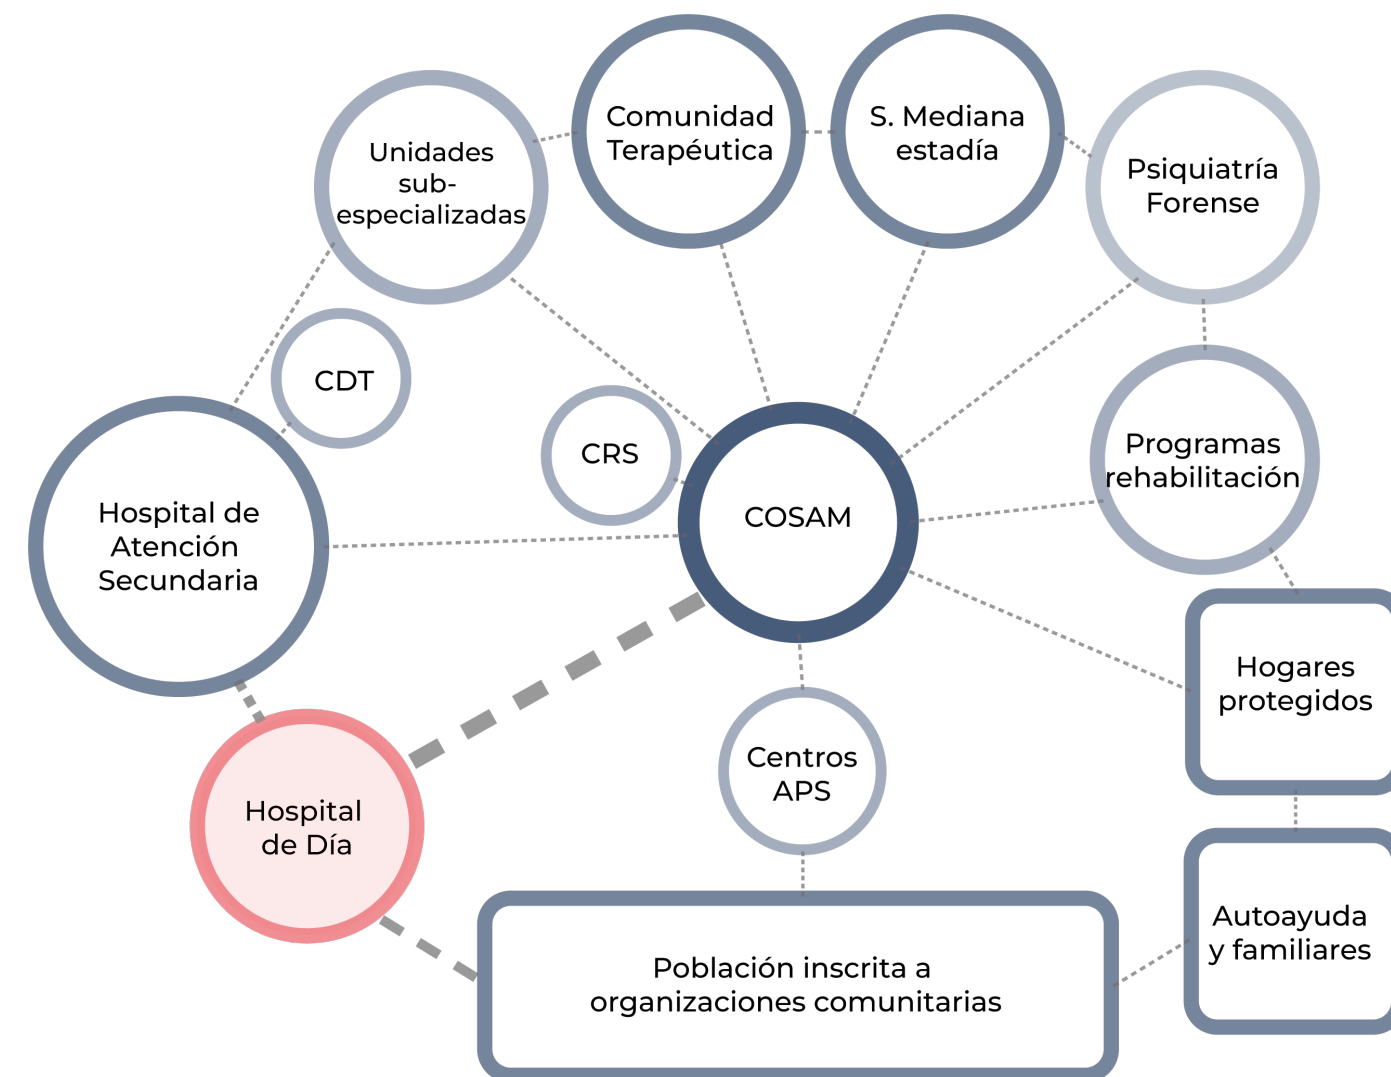 Comunidad
Terapéutica
S. Mediana
estadía
Unidades
sub-
especializadas
Psiquiatría
Forense
CDT
CRS
Programas
rehabilitación
Hospital de
Atención
Secundaria
COSAM
Hogares
protegidos
Centros
APS
Hospital
de Día
Autoayuda
y familiares
Población inscrita a
organizaciones comunitarias